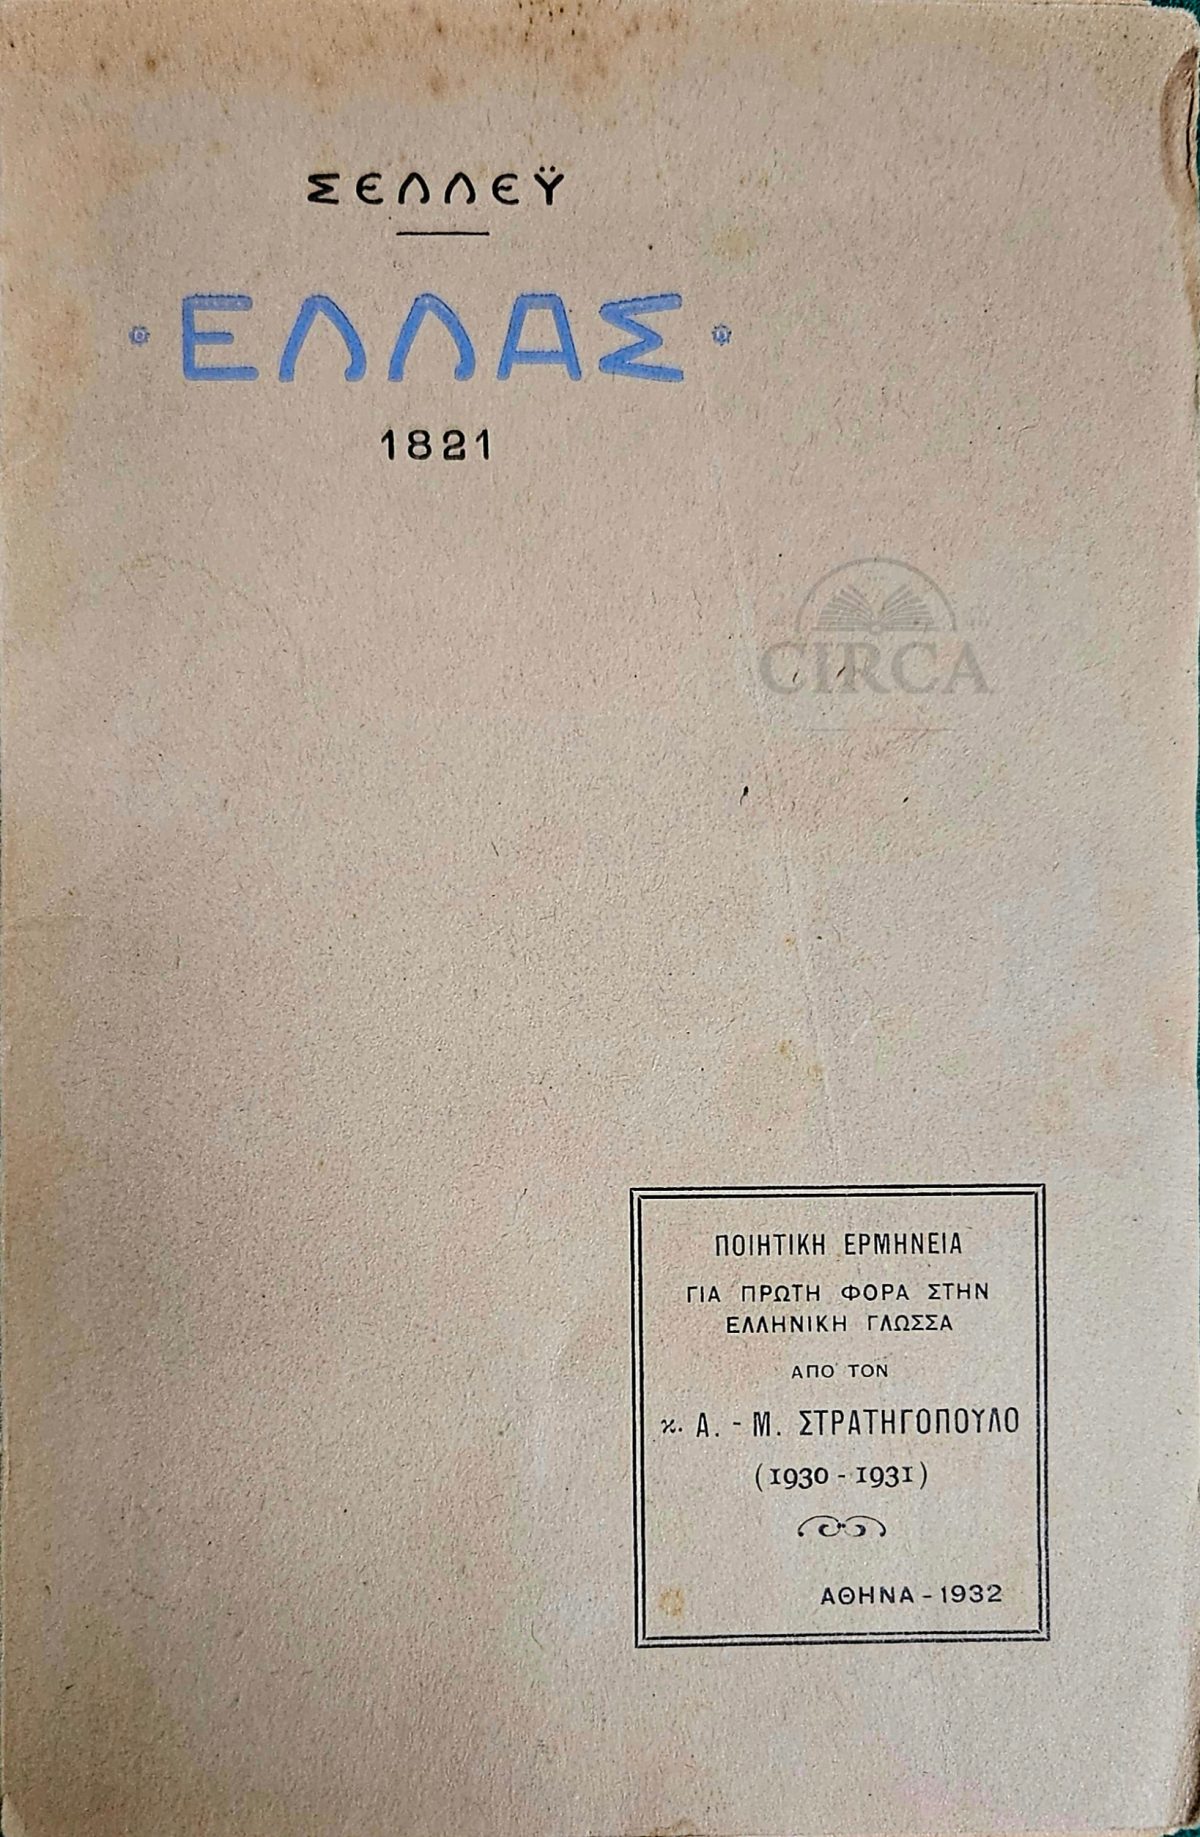 ΣΕΛΛΕΫ
ΕΛΛΑΣ
1821
CIRCA
ΠΟΙΗΤΙΚΗ ΕΡΜΗΝΕΙΑ
ΓΙΑ ΠΡΩΤΗ ΦΟΡΑ ΣΤΗΝ
ΕΛΛΗΝΙΚΗ ΓΛΩΣΣΑ
ΑΠΟ ΤΟΝ
κ. Α. - Μ. ΣΤΡΑΤΗΓΟΠΟΥΛΟ
(1930 - 1931)
ΑΘΗΝΑ - 1932